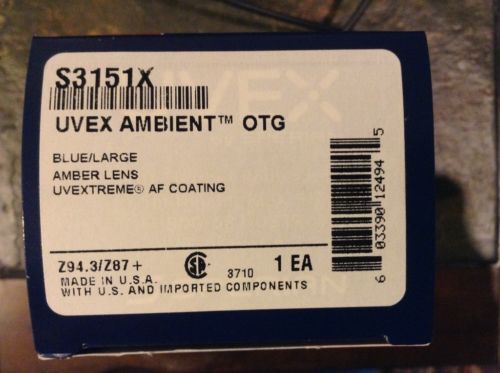 S3151X
UVEX
UVEX AMBIENT™ OTG
BLUE/LARGE
AMBER LENS
UVEXTREME® AF COATING
Z94.3/Z87+
3710
1 EA
MADE IN U.S.A.
WITH U.S. AND IMPORTED COMPONENTS
6 03390 12494 5